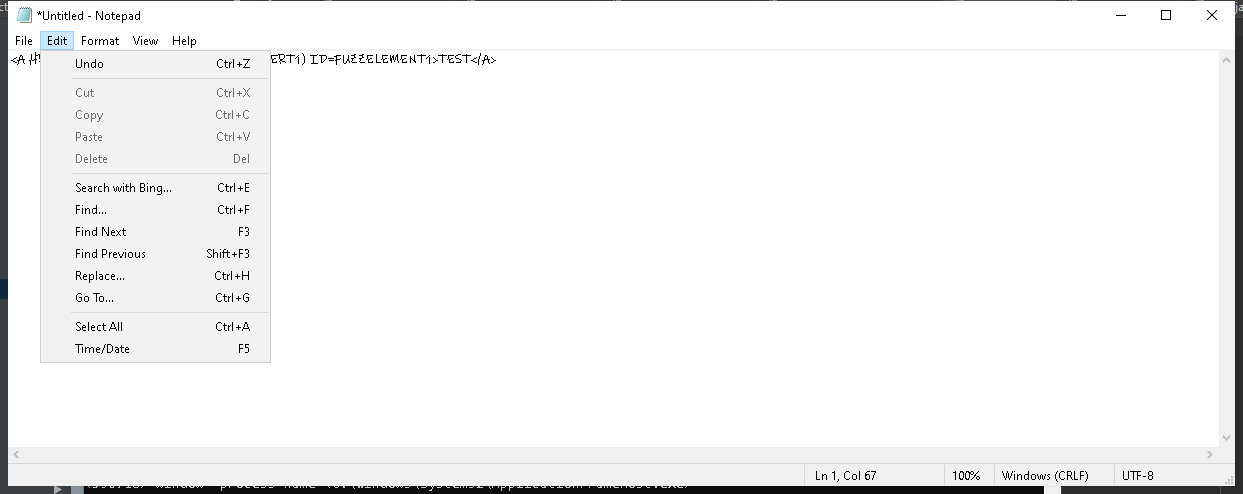 *Untitled - Notepad
File Edit Format View Help
<A H ERT1) ID=FUZZELEMENT1>TEST</A>
Undo Ctrl+Z
Cut Ctrl+X
Copy Ctrl+C
Paste Ctrl+V
Delete Del
Search with Bing... Ctrl+E
Find... Ctrl+F
Find Next F3
Find Previous Shift+F3
Replace... Ctrl+H
Go To... Ctrl+G
Select All Ctrl+A
Time/Date F5
Ln 1, Col 67 100% Windows (CRLF) UTF-8